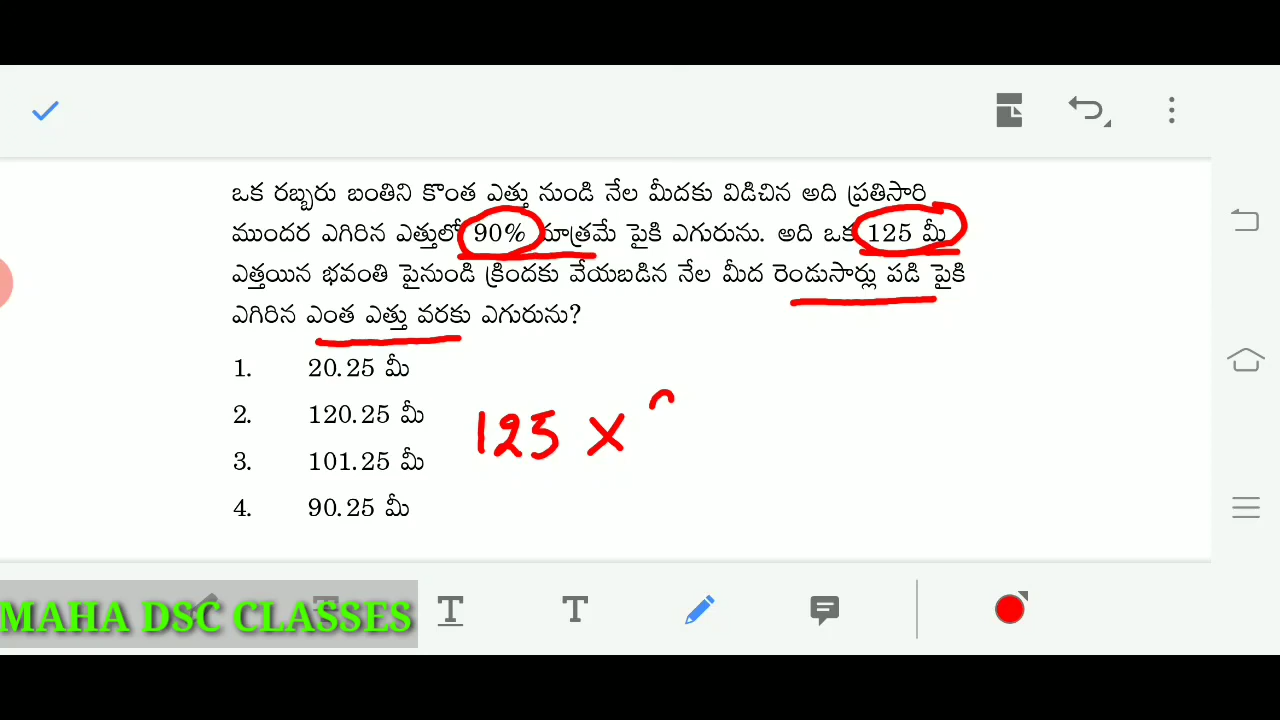 ఒక రబ్బరు బంతిని కొంత ఎత్తు నుండి నేల మీదకు విడిచిన అది ప్రతిసారి
ముందర ఎగిరిన ఎత్తులో 90% మాత్రమే పైకి ఎగురును. అది ఒక 125 మీ
ఎత్తయిన భవంతి పైనుండి క్రిందకు వేయబడిన నేల మీద రెండుసార్లు పడి పైకి
ఎగిరిన ఎంత ఎత్తు వరకు ఎగురును?
1. 20.25 మీ
2. 120.25 మీ
125 x
3. 101.25 మీ
4. 90.25 మీ
MAHA DSC CLASSES
T T